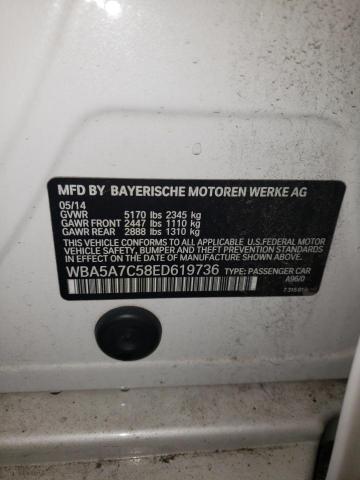 MFD BY BAYERISCHE MOTOREN WERKE AG
05/14
GVWR 5170 lbs 2345 kg
GAWR FRONT 2447 lbs 1110 kg
GAWR REAR 2888 lbs 1310 kg
THIS VEHICLE CONFORMS TO ALL APPLICABLE U.S.FEDERAL MOTOR
VEHICLE SAFETY, BUMPER AND THEFT PREVENTION STANDARDS
IN EFFECT ON THE DATE OF MANUFACTURE SHOWN ABOVE.
WBA5A7C58ED619736 TYPE: PASSENGER CAR
A96/0